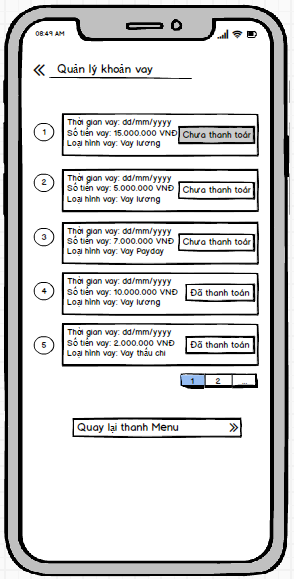 08:49 AM
Quản lý khoản vay
1
Thời gian vay: dd/mm/yyyy
Số tiền vay: 15.000.000 VNĐ
Loại hình vay: Vay lương
Chưa thanh toán
2
Thời gian vay: dd/mm/yyyy
Số tiền vay: 5.000.000 VNĐ
Loại hình vay: Vay lương
Chưa thanh toán
3
Thời gian vay: dd/mm/yyyy
Số tiền vay: 7.000.000 VNĐ
Loại hình vay: Vay Payday
Chưa thanh toán
4
Thời gian vay: dd/mm/yyyy
Số tiền vay: 10.000.000 VNĐ
Loại hình vay: Vay lương
Đã thanh toán
5
Thời gian vay: dd/mm/yyyy
Số tiền vay: 2.000.000 VNĐ
Loại hình vay: Vay thấu chi
Đã thanh toán
1 2 ...
Quay lại thanh Menu